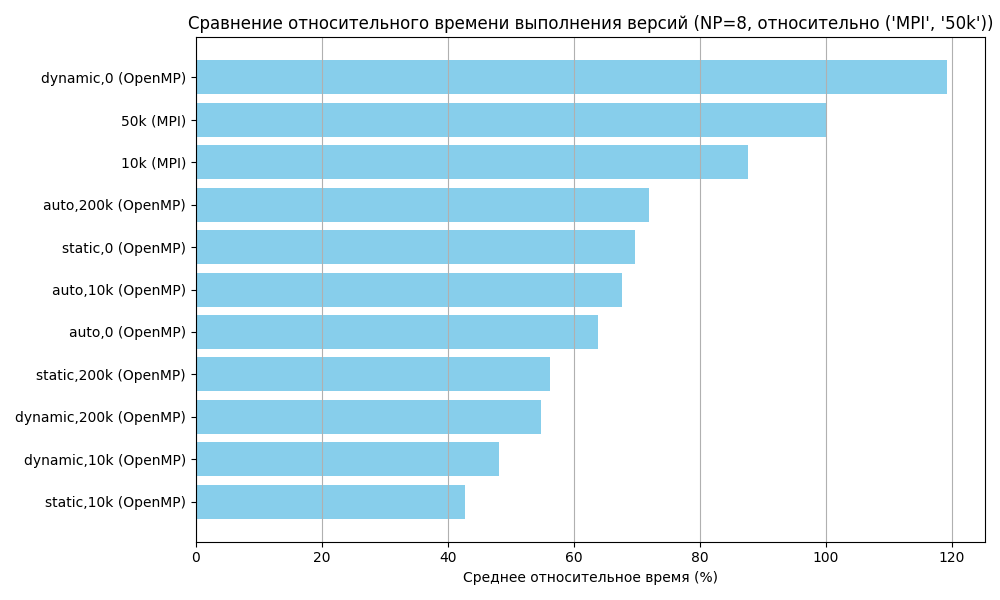 Сравнение относительного времени выполнения версий (NP=8, относительно ('MPI', '50k'))
dynamic,0 (OpenMP)
50k (MPI)
10k (MPI)
auto,200k (OpenMP)
static,0 (OpenMP)
auto,10k (OpenMP)
auto,0 (OpenMP)
static,200k (OpenMP)
dynamic,200k (OpenMP)
dynamic,10k (OpenMP)
static,10k (OpenMP)
0 20 40 60 80 100 120
Среднее относительное время (%)